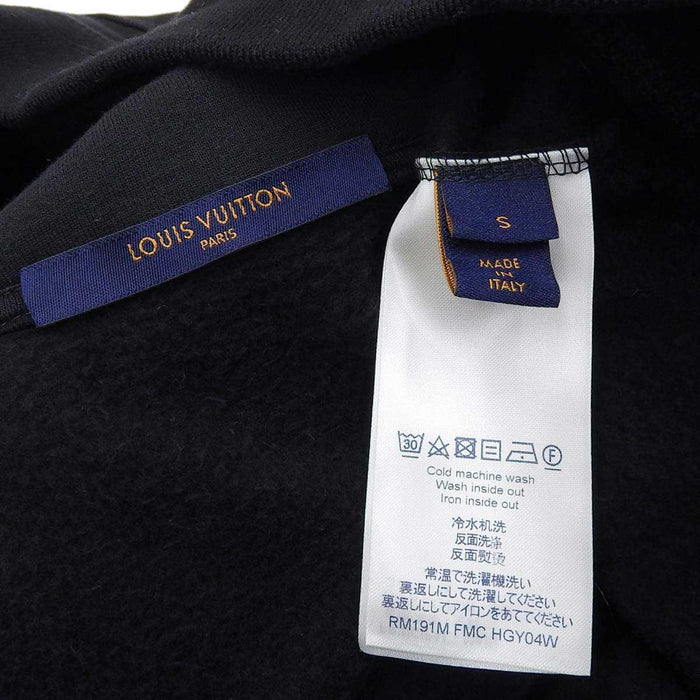 LOUIS VUITTON
PARIS
S
MADE
IN
ITALY
30
F
Cold machine wash
Wash inside out
Iron inside out
冷水机洗
反面洗涤
反面熨烫
常温で洗濯機洗い
裏返しにして洗濯してください
裏返しにしてアイロンをあててください
RM191M FMC HGY04W